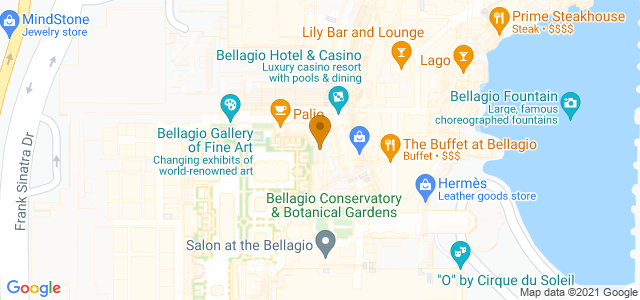 MindStone
Jewelry store
Lily Bar and Lounge
Prime Steakhouse
Steak • $$$$
Bellagio Hotel & Casino
Luxury casino resort
with pools & dining
Lago
Palio
Bellagio Fountain
Large, famous
choreographed fountains
Bellagio Gallery
of Fine Art
Changing exhibits of
world-renowned art
The Buffet at Bellagio
Buffet • $$$
Frank Sinatra Dr
Hermès
Leather goods store
Bellagio Conservatory
& Botanical Gardens
Salon at the Bellagio
"O" by Cirque du Soleil
Google
Map data ©2021 Google